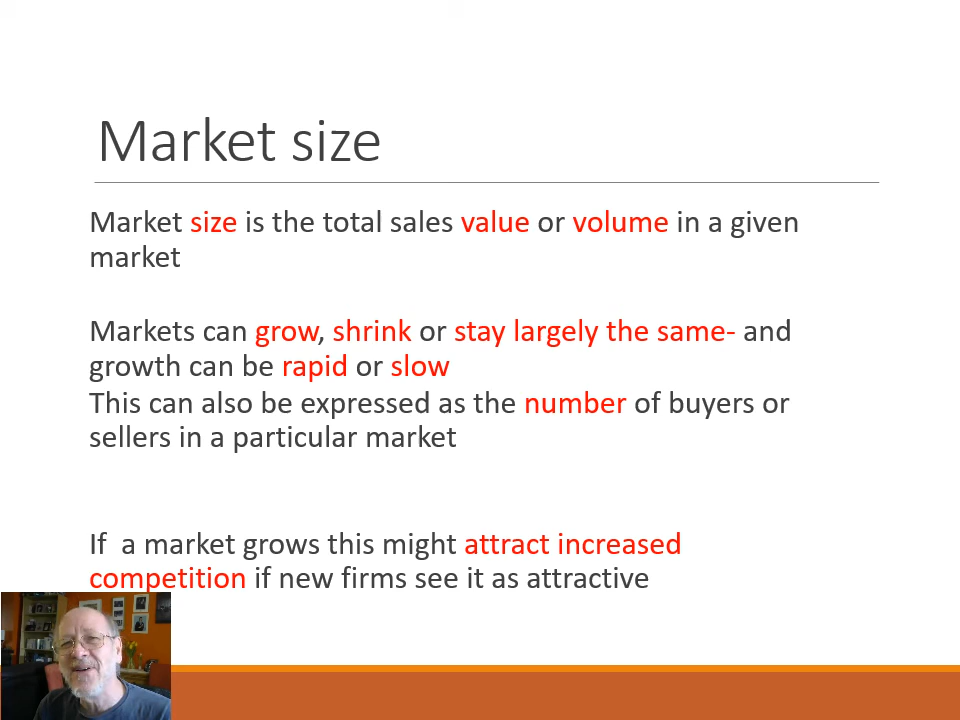 Market size
Market size is the total sales value or volume in a given
market
Markets can grow, shrink or stay largely the same- and
growth can be rapid or slow
This can also be expressed as the number of buyers or
sellers in a particular market
If  a market grows this might attract increased
competition if new firms see it as attractive